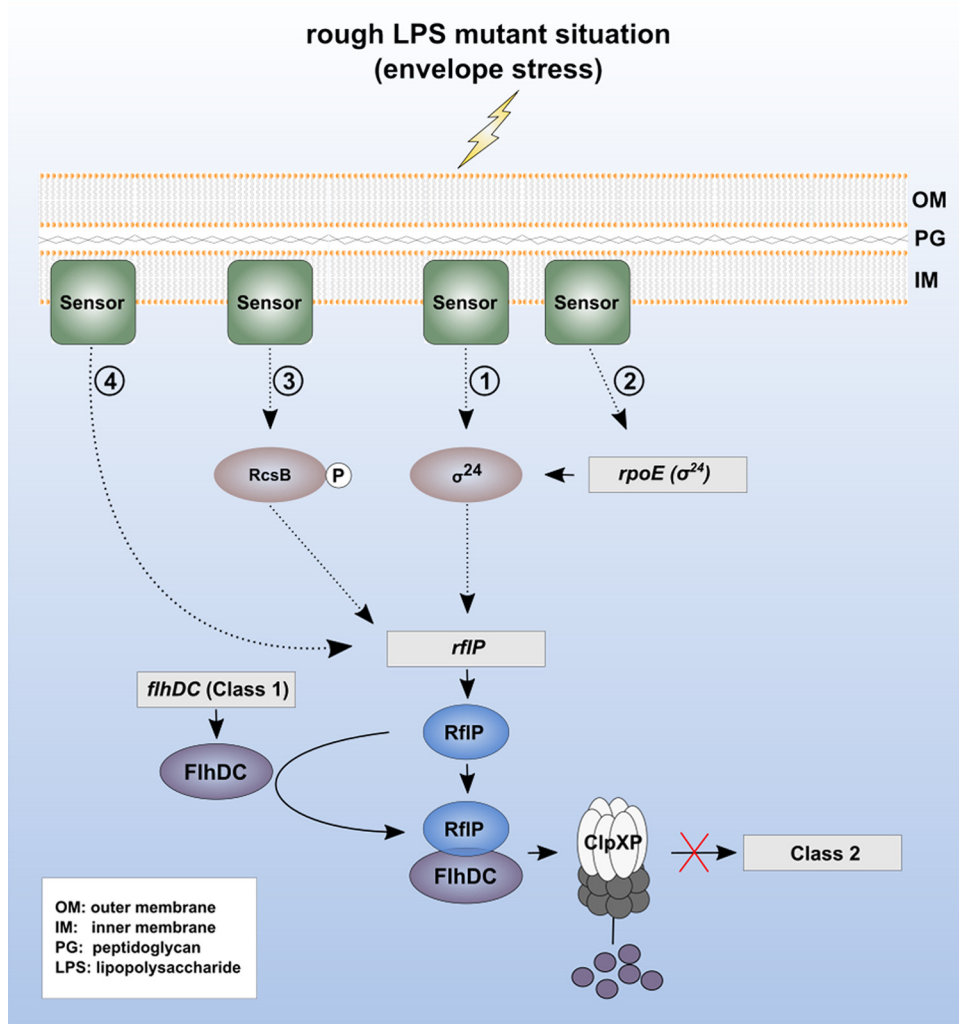 rough LPS mutant situation
(envelope stress)
OM
PG
IM
Sensor
Sensor
Sensor
Sensor
4
3
1
2
RcsB
P
σ24
rpoE (σ24)
rflP
flhDC (Class 1)
RflP
FlhDC
RflP
FlhDC
ClpXP
Class 2
OM: outer membrane
IM: inner membrane
PG: peptidoglycan
LPS: lipopolysaccharide